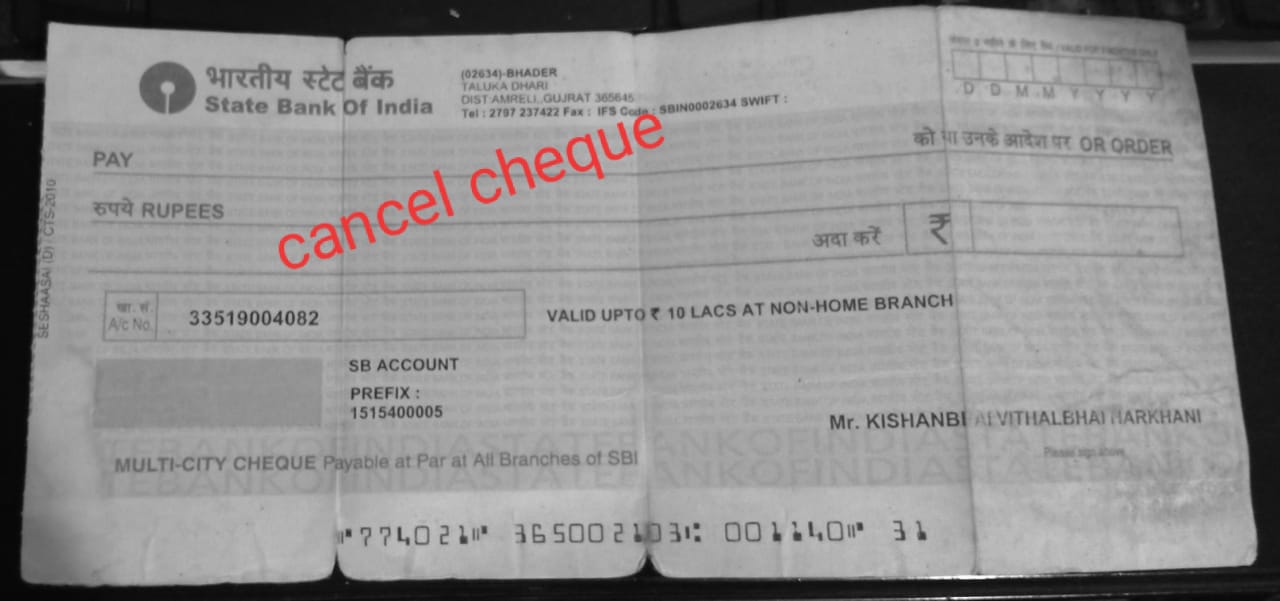 भारतीय स्टेट बैंक
State Bank Of India
(02634)-BHADER
TALUKA DHARI
DIST.AMRELI,.GUJRAT 365645
Tel : 2797 237422 Fax : IFS Code : SBIN0002634 SWIFT :
VALID FOR 3 MONTHS ONLY
D D M M Y Y Y Y
PAY
को या उनके आदेश पर OR ORDER
रुपये RUPEES
cancel cheque
अदा करें ₹
SESHAASAI (D) / CTS-2010
खा. सं.
A/c No. 33519004082
VALID UPTO ₹ 10 LACS AT NON-HOME BRANCH
SB ACCOUNT
PREFIX :
1515400005
Mr. KISHANBHAI VITHALBHAI HARKHANI
Please sign above
MULTI-CITY CHEQUE Payable at Par at All Branches of SBI
⑈774021⑈ 365002103⑆ 001140⑈ 31